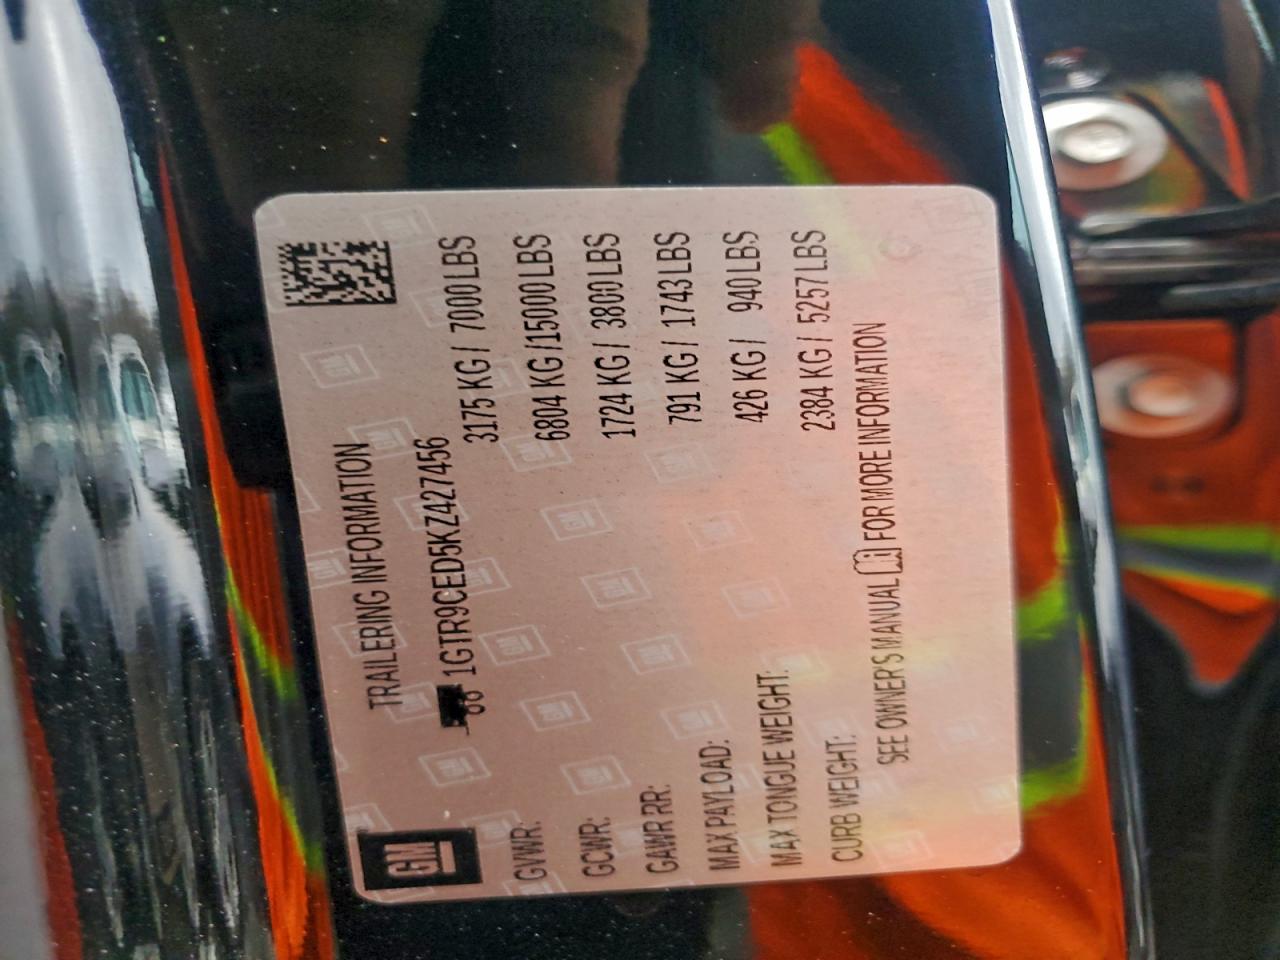 GM
TRAILERING INFORMATION
1GTR9CED5KZ427456
GVWR: 3175 KG / 7000 LBS
GCWR: 6804 KG /15000 LBS
GAWR RR: 1724 KG / 3800 LBS
MAX PAYLOAD: 791 KG / 1743 LBS
MAX TONGUE WEIGHT: 426 KG / 940 LBS
CURB WEIGHT: 2384 KG / 5257 LBS
SEE OWNER'S MANUAL FOR MORE INFORMATION